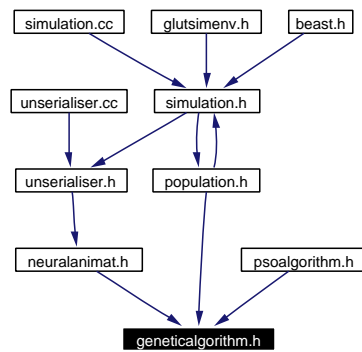 simulation.cc
glutsimenv.h
beast.h
unserialiser.cc
simulation.h
unserialiser.h
population.h
neuralanimat.h
psoalgorithm.h
geneticalgorithm.h